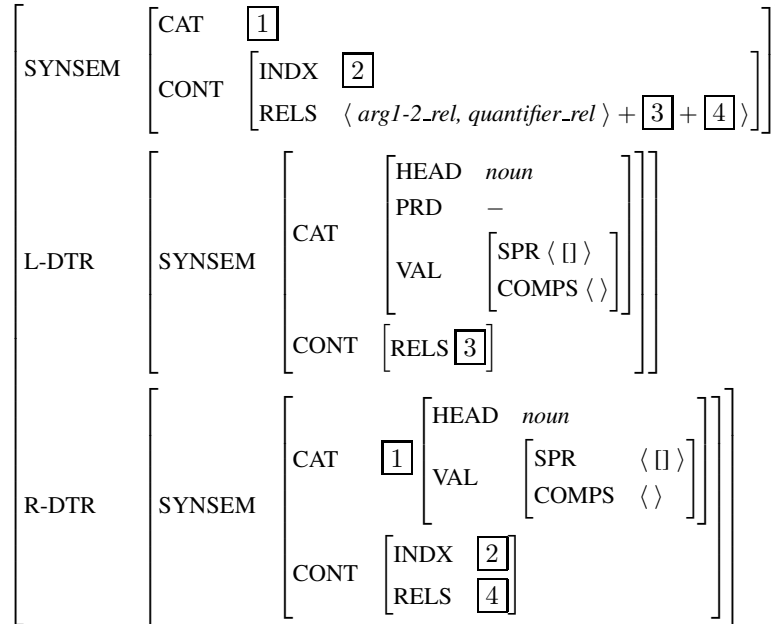 CAT 1
SYNSEM
INDX 2
CONT
RELS ⟨ arg1-2_rel, quantifier_rel ⟩ + 3 + 4 ⟩
HEAD noun
PRD −
CAT
SPR ⟨ [] ⟩
L-DTR SYNSEM VAL
COMPS ⟨ ⟩
CONT [RELS 3]
HEAD noun
CAT 1
SPR ⟨ [] ⟩
VAL
COMPS ⟨ ⟩
R-DTR SYNSEM
INDX 2
CONT
RELS 4